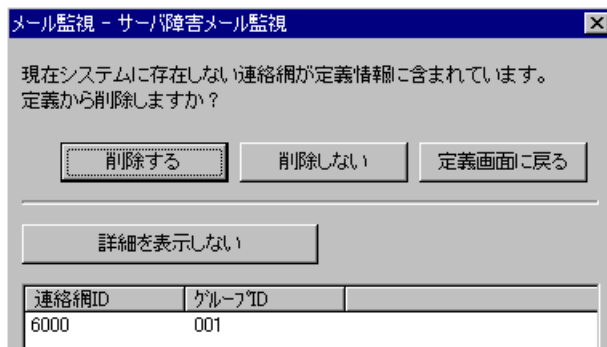 メール監視 - サーバ障害メール監視
現在システムに存在しない連絡網が定義情報に含まれています。
定義から削除しますか？
削除する 削除しない 定義画面に戻る
詳細を表示しない
連絡網ID ｸﾞﾙｰﾌﾟID
6000 001